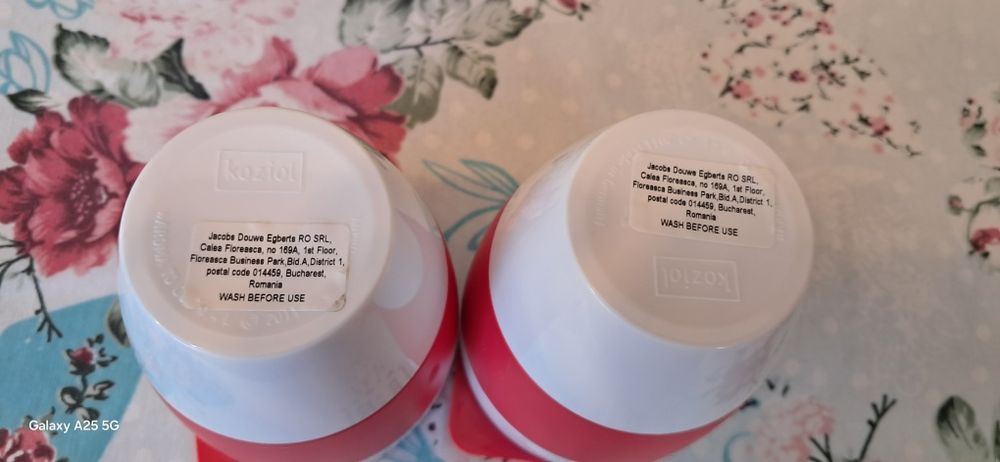 koziol
Jacobs Douwe Egberts RO SRL,
Calea Floreasca, no 169A, 1st Floor,
Floreasca Business Park,Bld.A,District 1,
postal code 014459, Bucharest,
Romania
WASH BEFORE USE
Jacobs Douwe Egberts RO SRL,
Calea Floreasca, no 169A, 1st Floor,
Floreasca Business Park,Bld.A,District 1,
postal code 014459, Bucharest,
Romania
WASH BEFORE USE
koziol
Galaxy A25 5G